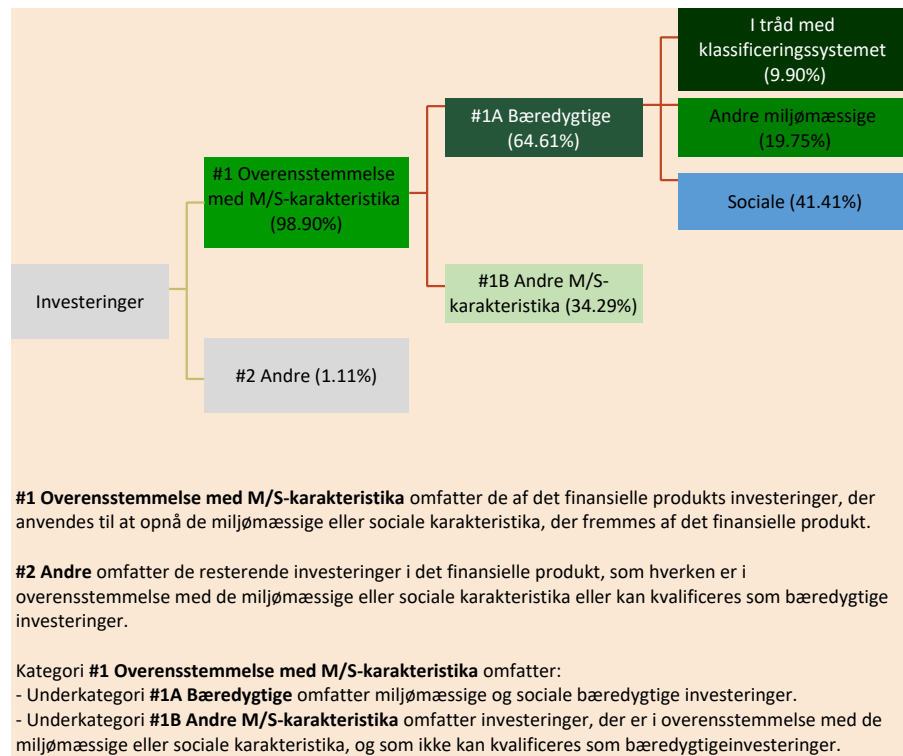 I tråd med
klassificeringssystemet
(9.90%)
#1A Bæredygtige
(64.61%)
Andre miljømæssige
(19.75%)
#1 Overensstemmelse
med M/S-karakteristika
(98.90%)
Sociale (41.41%)
Investeringer
#1B Andre M/S-
karakteristika (34.29%)
#2 Andre (1.11%)
#1 Overensstemmelse med M/S-karakteristika omfatter de af det finansielle produkts investeringer, der
anvendes til at opnå de miljømæssige eller sociale karakteristika, der fremmes af det finansielle produkt.
#2 Andre omfatter de resterende investeringer i det finansielle produkt, som hverken er i
overensstemmelse med de miljømæssige eller sociale karakteristika eller kan kvalificeres som bæredygtige
investeringer.
Kategori #1 Overensstemmelse med M/S-karakteristika omfatter:
- Underkategori #1A Bæredygtige omfatter miljømæssige og sociale bæredygtige investeringer.
- Underkategori #1B Andre M/S-karakteristika omfatter investeringer, der er i overensstemmelse med de
miljømæssige eller sociale karakteristika, og som ikke kan kvalificeres som bæredygtigeinvesteringer.